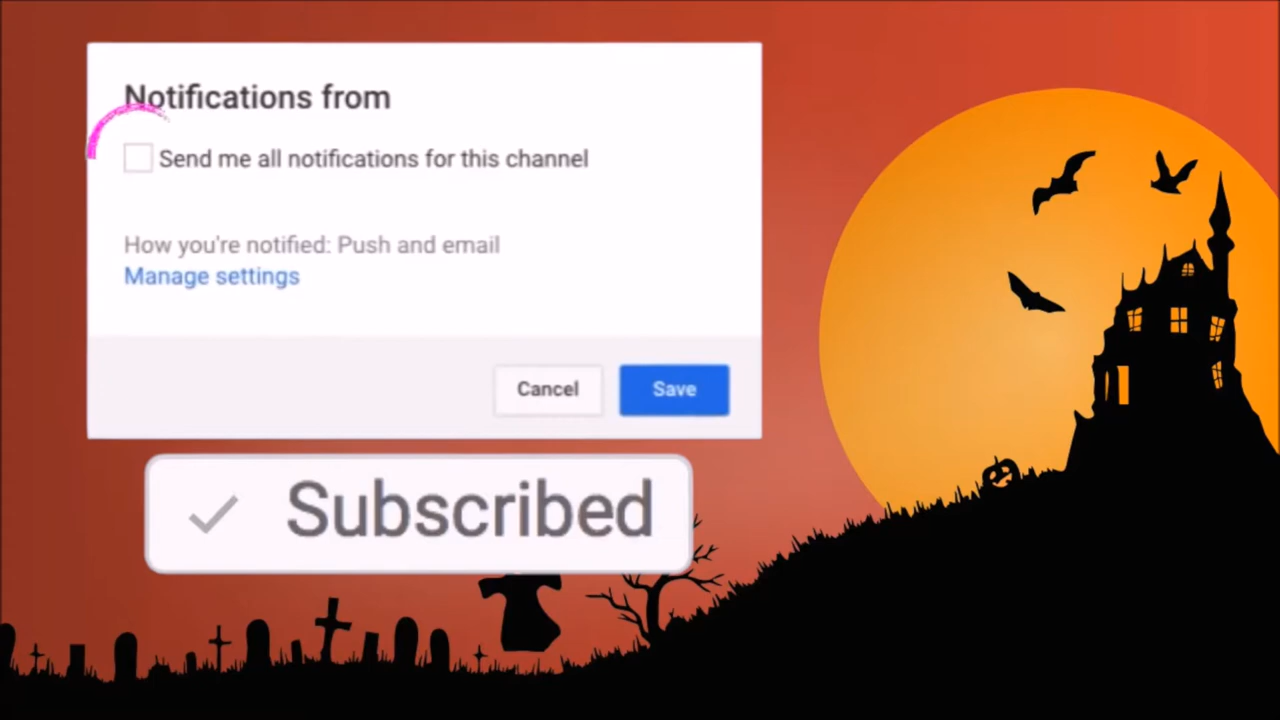 Notifications from
Send me all notifications for this channel
How you're notified: Push and email
Manage settings
Cancel Save
Subscribed